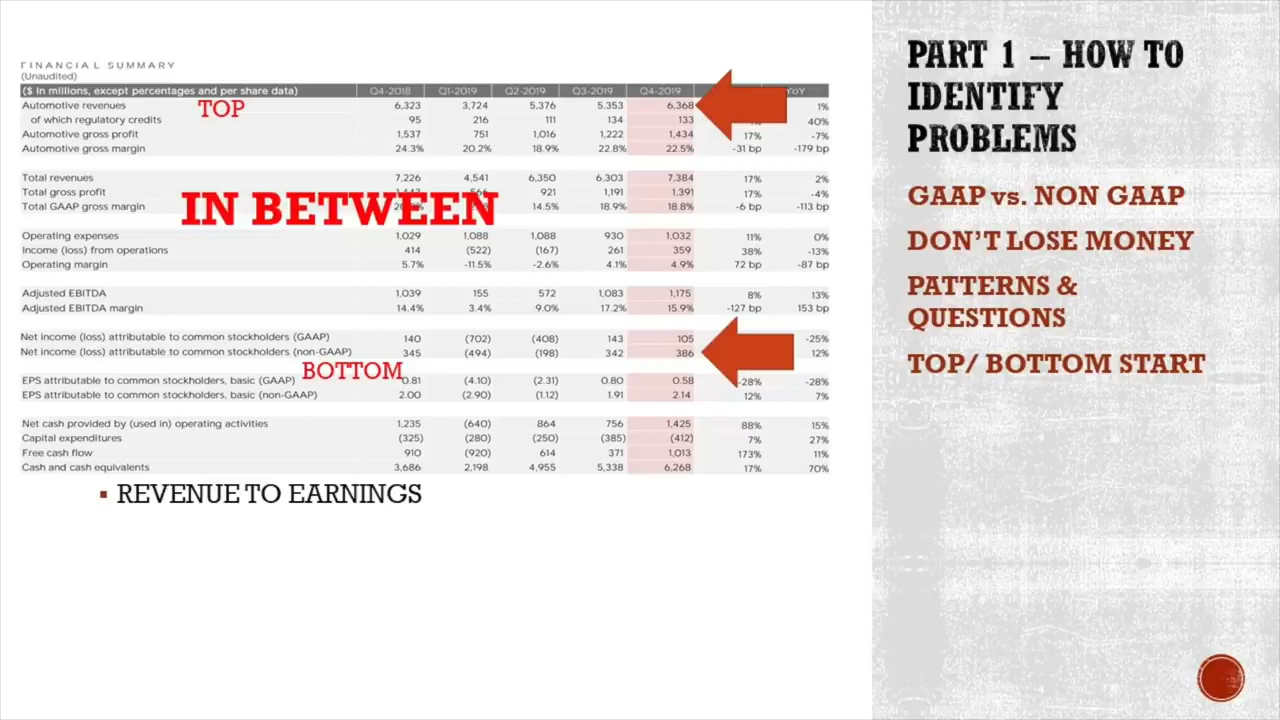 FINANCIAL SUMMARY
(Unaudited)
($ in millions, except percentages and per share data) Q4-2018 Q1-2019 Q2-2019 Q3-2019 Q4-2019 YoY
Automotive revenues 6,323 3,724 5,376 5,353 6,368 1%
TOP
of which regulatory credits 95 216 111 134 133 40%
Automotive gross profit 1,537 751 1,016 1,222 1,434 17% -7%
Automotive gross margin 24.3% 20.2% 18.9% 22.8% 22.5% -31 bp -179 bp
Total revenues 7,226 4,541 6,350 6,303 7,384 17% 2%
Total gross profit 921 1,191 1,391 17% -4%
Total GAAP gross margin 14.5% 18.9% 18.8% -6 bp -113 bp
IN BETWEEN
Operating expenses 1,029 1,088 1,088 930 1,032 11% 0%
Income (loss) from operations 414 (522) (167) 261 359 38% -13%
Operating margin 5.7% -11.5% -2.6% 4.1% 4.9% 72 bp -87 bp
Adjusted EBITDA 1,039 155 572 1,083 1,175 8% 13%
Adjusted EBITDA margin 14.4% 3.4% 9.0% 17.2% 15.9% -127 bp 153 bp
Net income (loss) attributable to common stockholders (GAAP) 140 (702) (408) 143 105 -25%
Net income (loss) attributable to common stockholders (non-GAAP) 345 (494) (198) 342 386 12%
BOTTOM
EPS attributable to common stockholders, basic (GAAP) 0.81 (4.10) (2.31) 0.80 0.58 -28% -28%
EPS attributable to common stockholders, basic (non-GAAP) 2.00 (2.90) (1.12) 1.91 2.14 12% 7%
Net cash provided by (used in) operating activities 1,235 (640) 864 756 1,425 88% 15%
Capital expenditures (325) (280) (250) (385) (412) 7% 27%
Free cash flow 910 (920) 614 371 1,013 173% 11%
Cash and cash equivalents 3,686 2,198 4,955 5,338 6,268 17% 70%
▪ REVENUE TO EARNINGS
PART 1 – HOW TO
IDENTIFY
PROBLEMS
GAAP vs. NON GAAP
DON'T LOSE MONEY
PATTERNS &
QUESTIONS
TOP/ BOTTOM START